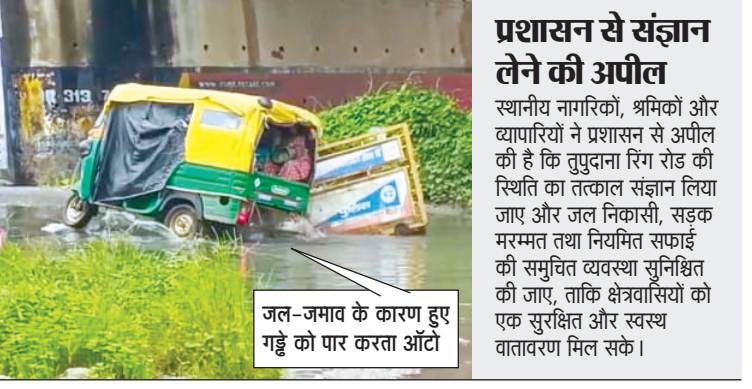 प्रशासन से संज्ञान
लेने की अपील
स्थानीय नागरिकों, श्रमिकों और
व्यापारियों ने प्रशासन से अपील
की है कि तुपुदाना रिंग रोड की
स्थिति का तत्काल संज्ञान लिया
जाए और जल निकासी, सड़क
मरम्मत तथा नियमित सफाई
की समुचित व्यवस्था सुनिश्चित
की जाए, ताकि क्षेत्रवासियों को
एक सुरक्षित और स्वस्थ
वातावरण मिल सके।
313
जल-जमाव के कारण हुए
गड्ढे को पार करता ऑटो